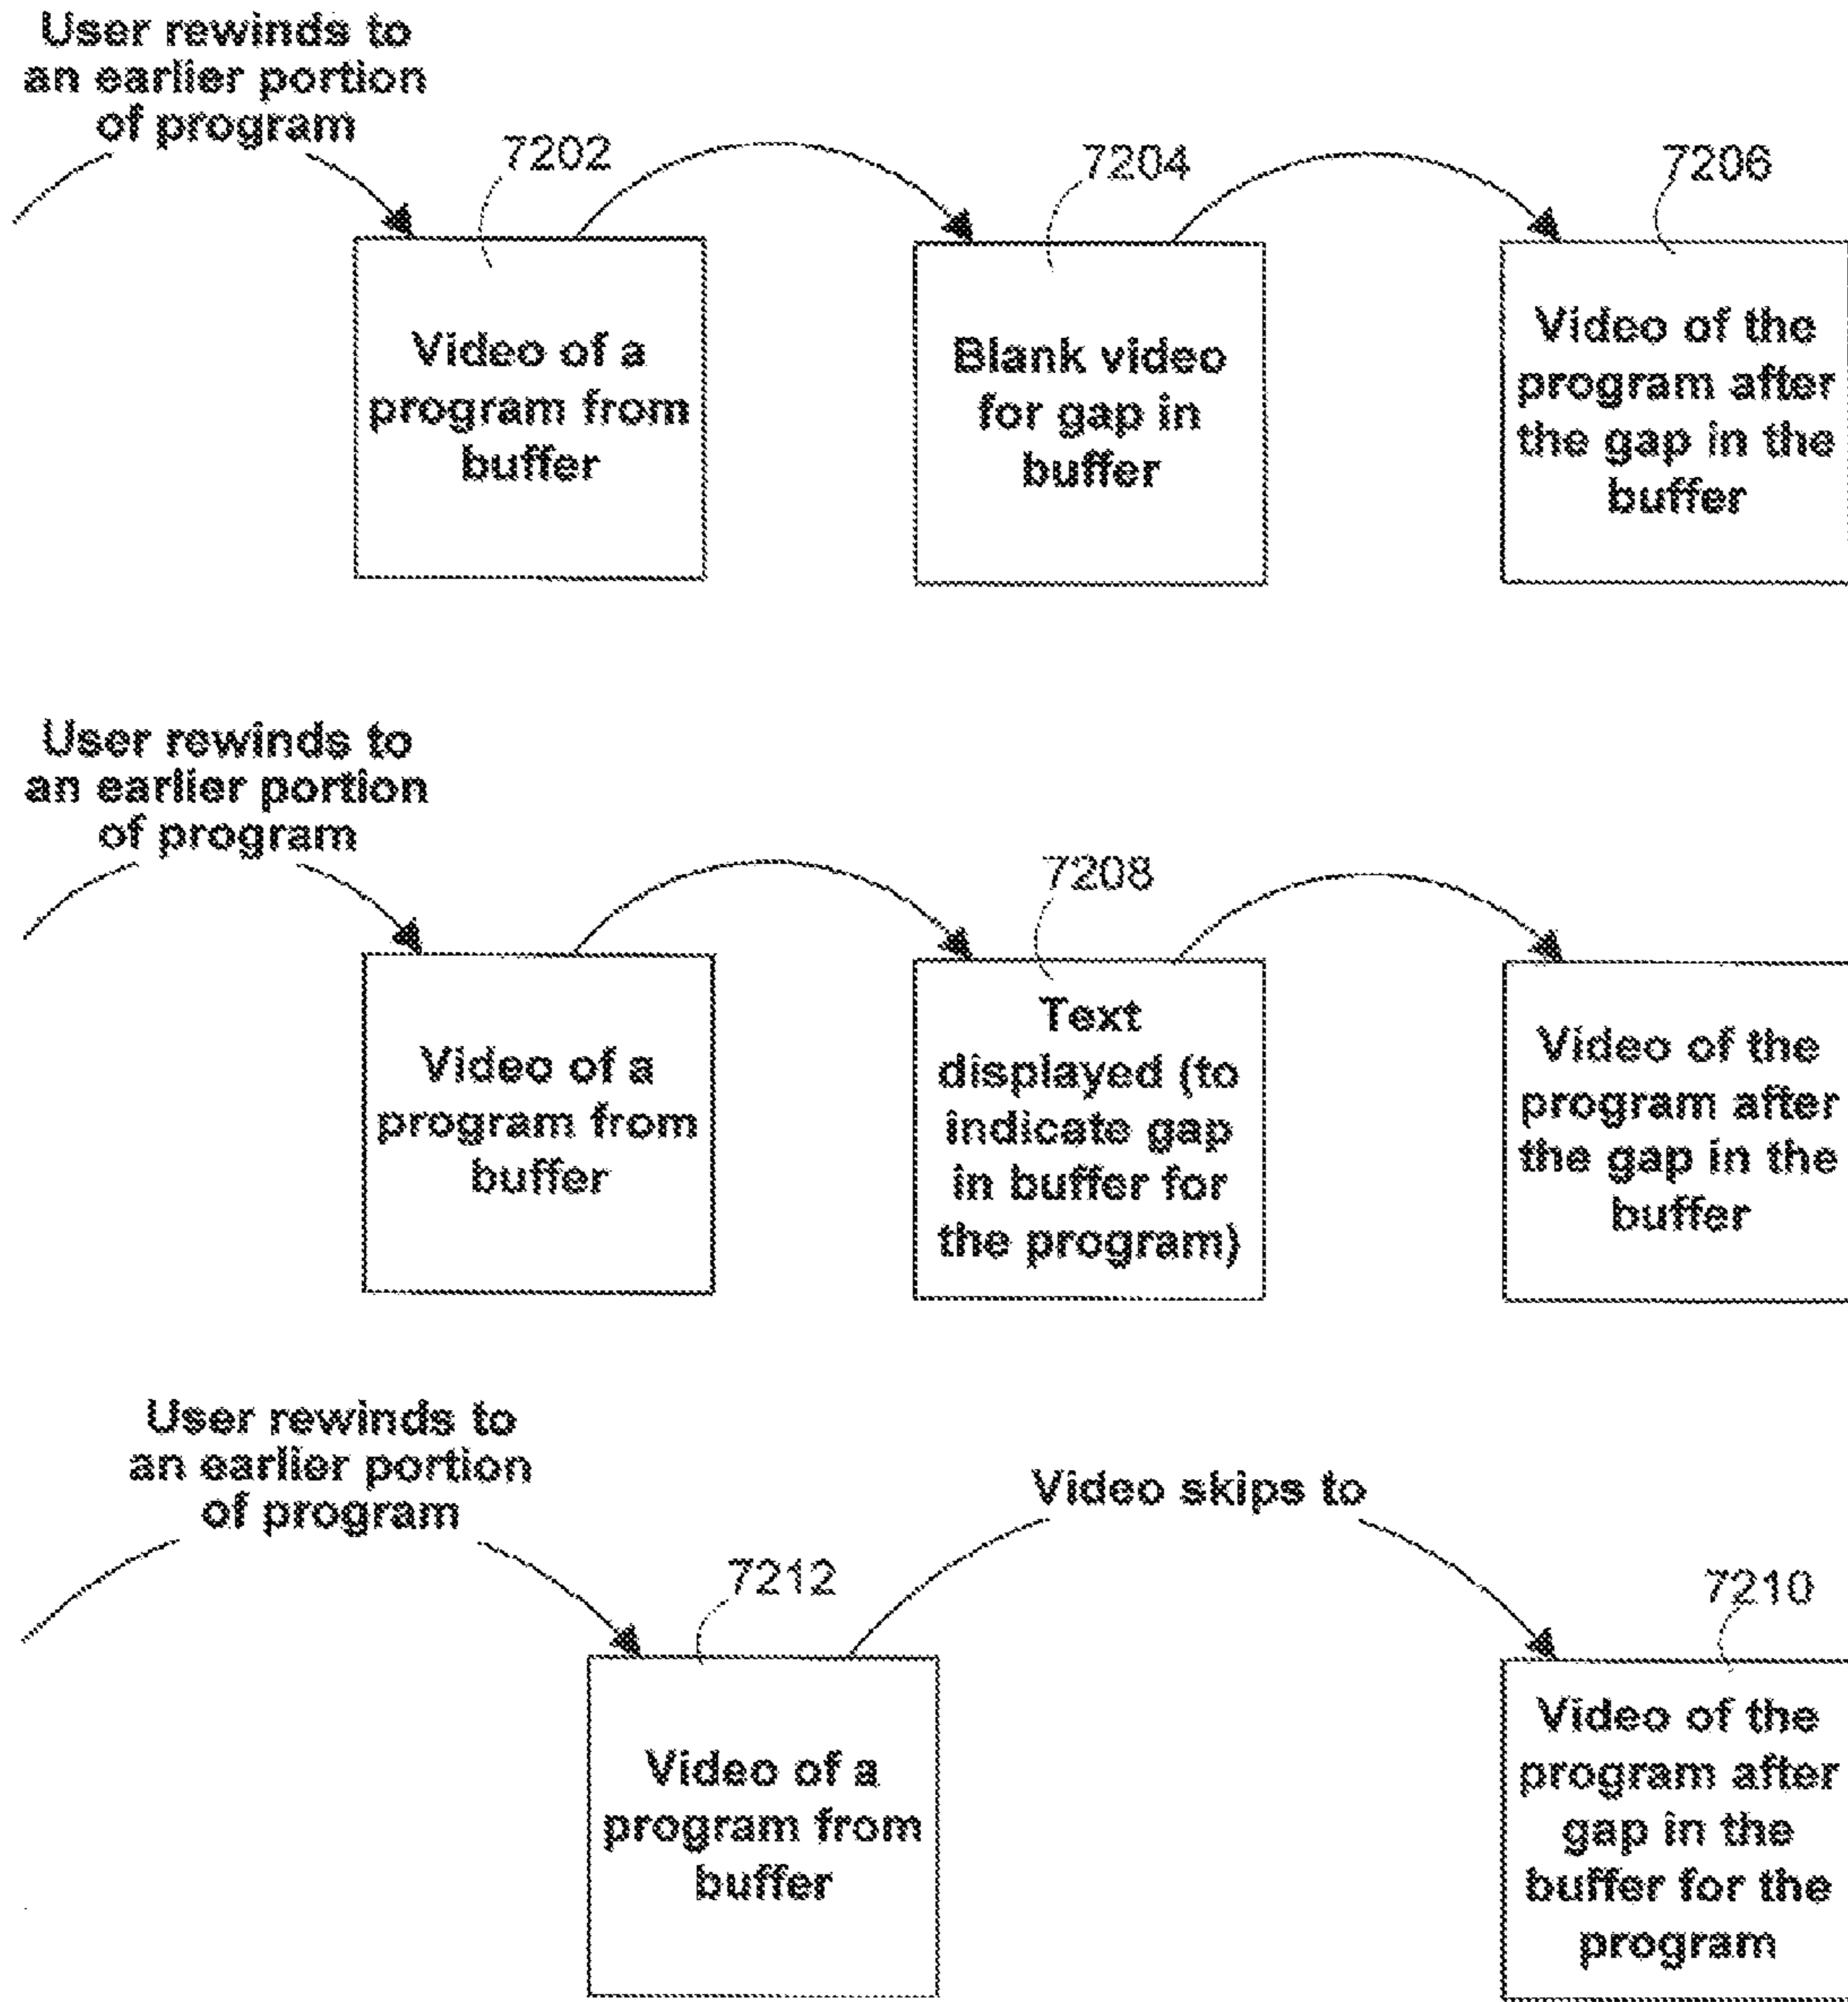 User rewinds to
an earlier portion
of program
7202
7204
7206
Video of a
program from
buffer
Blank video
for gap in
buffer
Video of the
program after
the gap in the
buffer
User rewinds to
an earlier portion
of program
7208
Video of a
program from
buffer
Text
displayed (to
indicate gap
in buffer for
the program)
Video of the
program after
the gap in the
buffer
User rewinds to
an earlier portion
of program
Video skips to
7212
7210
Video of a
program from
buffer
Video of the
program after
gap in the
buffer for the
program